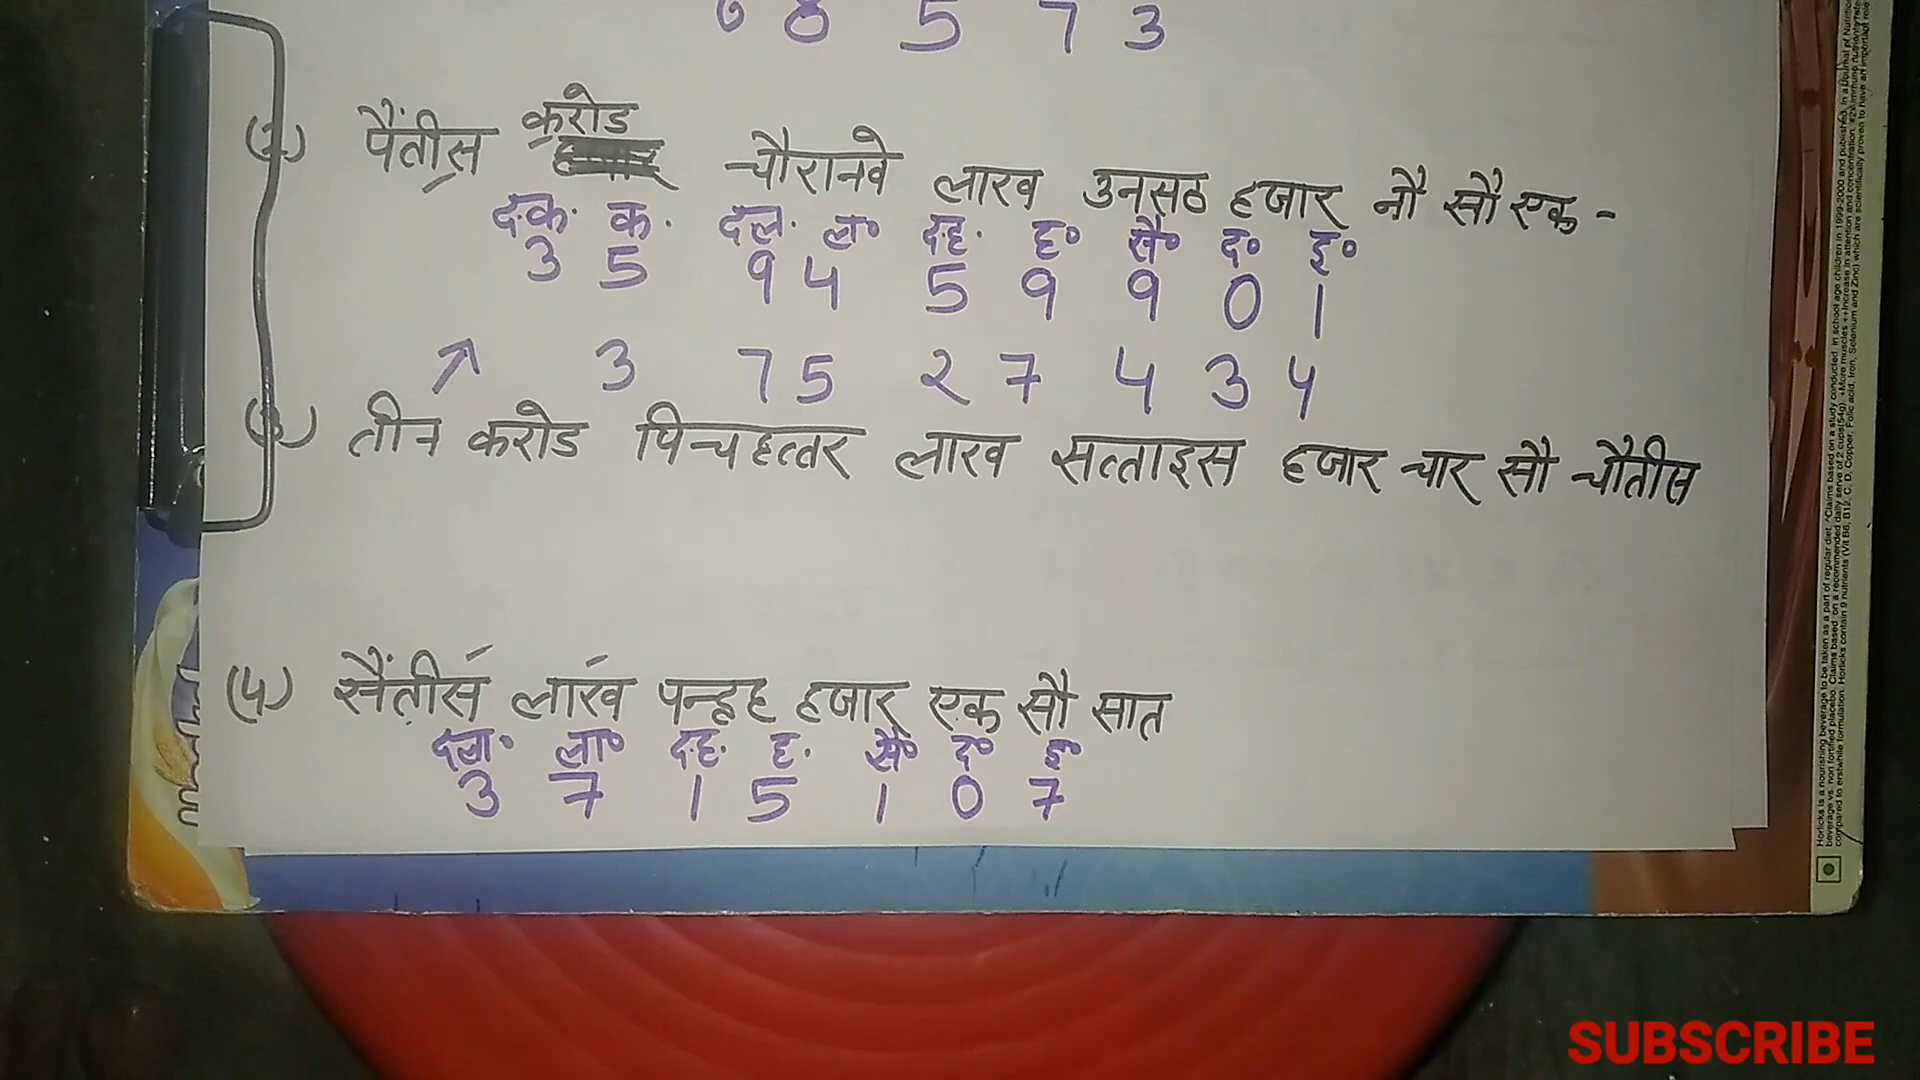 8 5 7 3
करोड
(2) पैंतीस चौरानवे लाख उनसठ हजार नौ सौ एक -
द.क. क. दल. ल॰ द.ह. ह॰ सै॰ द॰ इ॰
3 5 9 4 5 9 9 0 1
3 7 5 2 7 4 3 4
(3) तीन करोड पिन्चहत्तर लाख सत्ताइस हजार चार सौ चौतीस
(4) सैंतीस लाख पन्द्रह हजार एक सौ सात
दल॰ ला॰ द.ह. ह. सै॰ द॰ इ॰
3 7 1 5 1 0 7
SUBSCRIBE